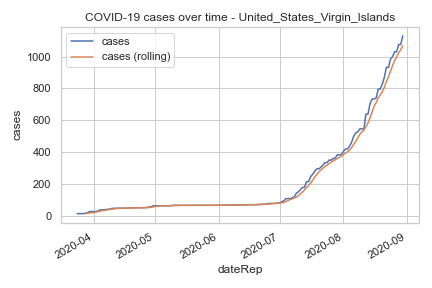 COVID-19 cases over time - United_States_Virgin_Islands
cases
cases (rolling)
1000
800
600
400
200
0
cases
2020-04
2020-05
2020-06
2020-07
2020-08
2020-09
dateRep